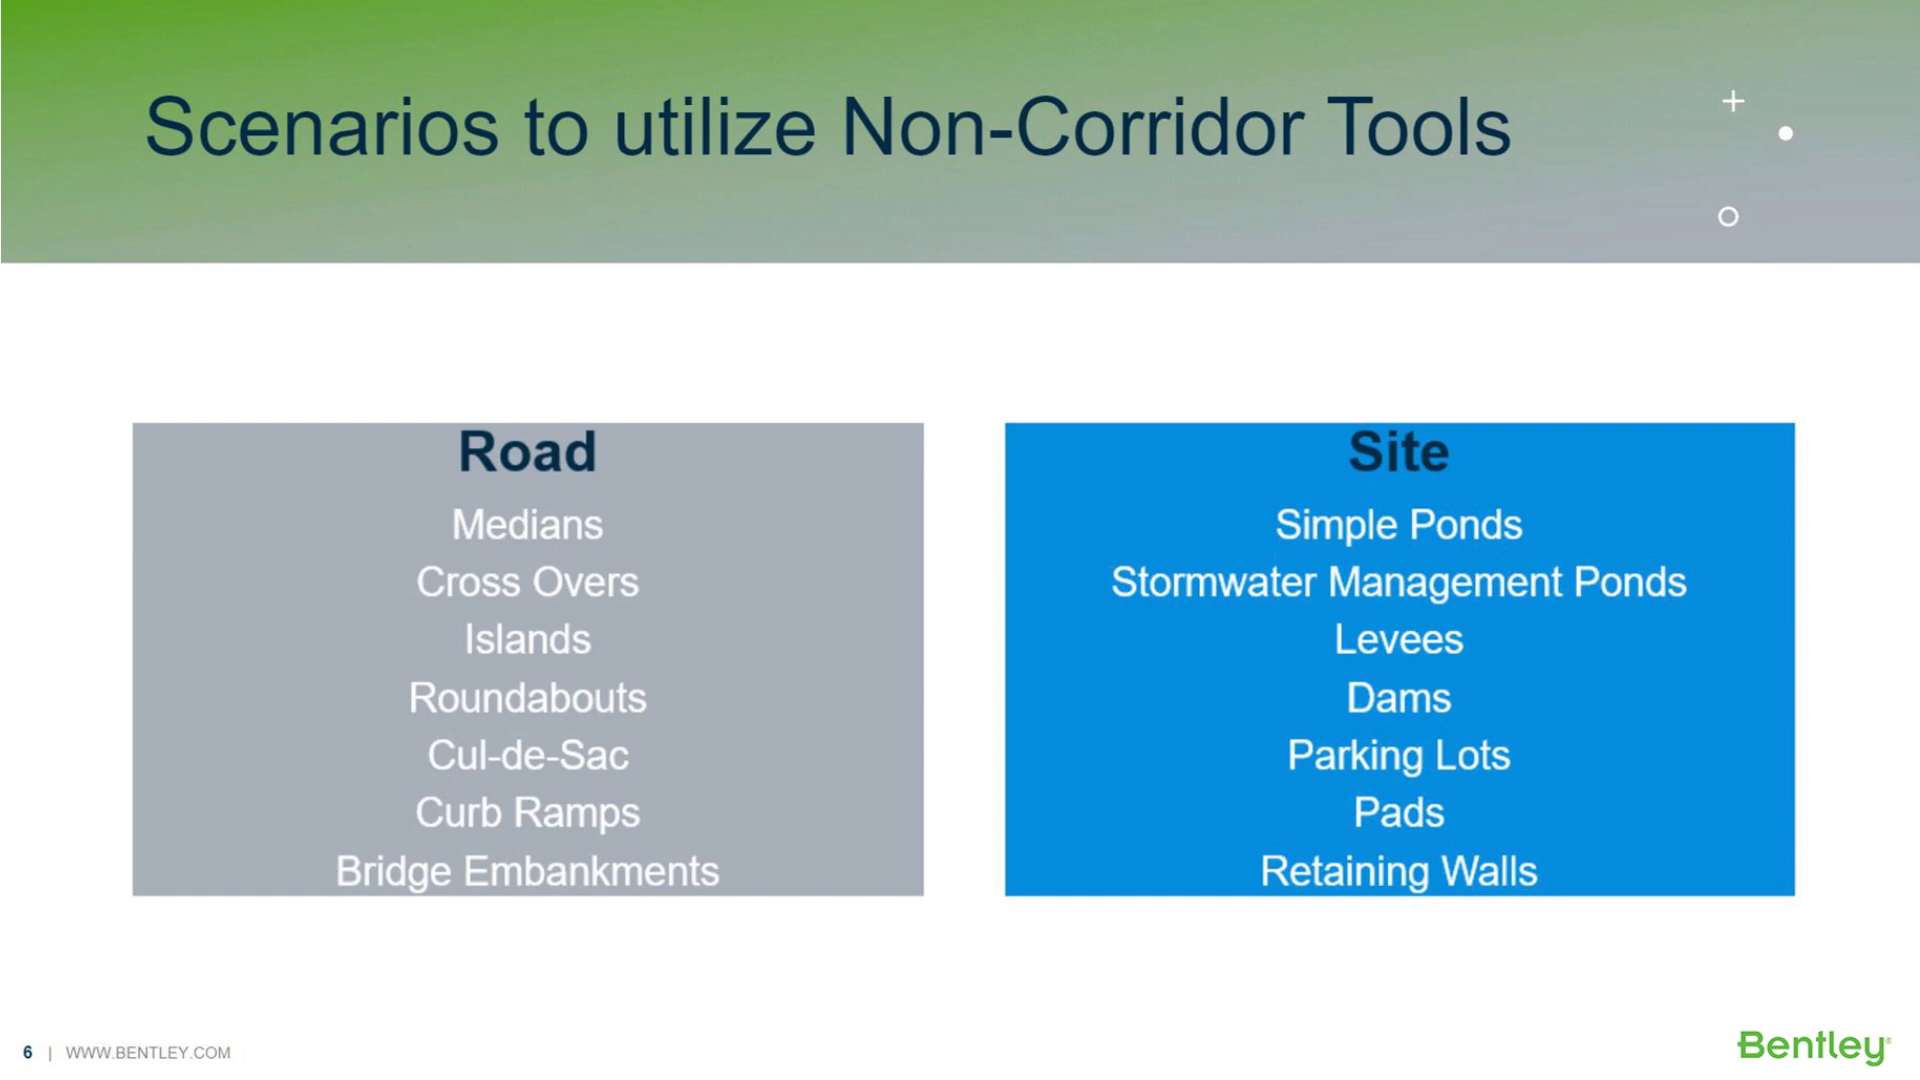 Scenarios to utilize Non-Corridor Tools
Road
Medians
Cross Overs
Islands
Roundabouts
Cul-de-Sac
Curb Ramps
Bridge Embankments
Site
Simple Ponds
Stormwater Management Ponds
Levees
Dams
Parking Lots
Pads
Retaining Walls
6 | WWW.BENTLEY.COM
Bentley